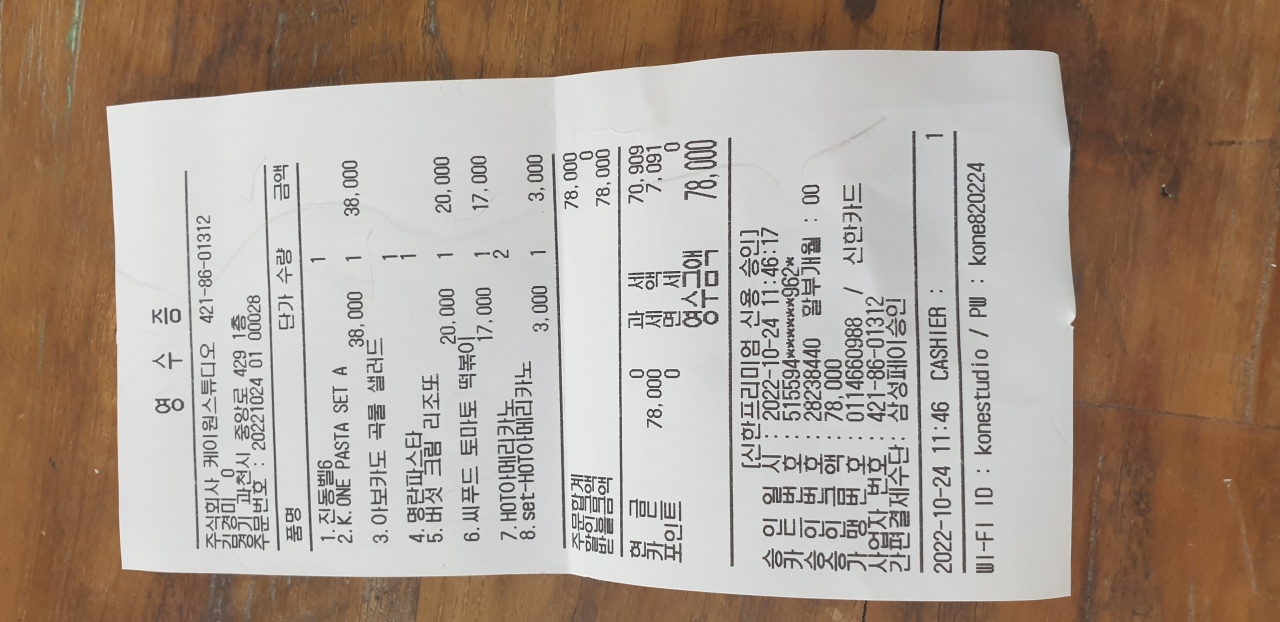 영 수 증
주식회사 케이원스튜디오 421-86-01312
김정미 0
경기 과천시 중앙로 429 1층
주문번호 : 20221024 01 00028
품명 단가 수량 금액
1.진동벨6 1
2.K.ONE PASTA SET A
38,000 1 38,000
3.아보카도 곡물 샐러드
1
4.명란파스타 1
5.버섯 크림 리조또
20,000 1 20,000
6.씨푸드 토마토 떡볶이
17,000 1 17,000
7.HOT아메리카노 2
8.set-HOT아메리카노
3,000 1 3,000
주문합계 78,000
할인금액 0
받을금액 78,000
현 금 0 과 세 70,909
카 드 78,000 세 액 7,091
포인트 0 면 세 0
영수금액 78,000
[신한프리미엄 신용 승인]
승 인 일 시 : 2022-10-24 11:46:17
카 드 번 호 : 515594*******962*
승 인 번 호 : 28238440 할부개월 : 00
승 인 금 액 : 78,000
가 맹 번 호 : 0114660988 / 신한카드
사업자 번호 : 421-86-01312
간편결제수단: 삼성페이승인
2022-10-24 11:46 CASHIER : 1
WI-FI ID : konestudio / PW : kone820224